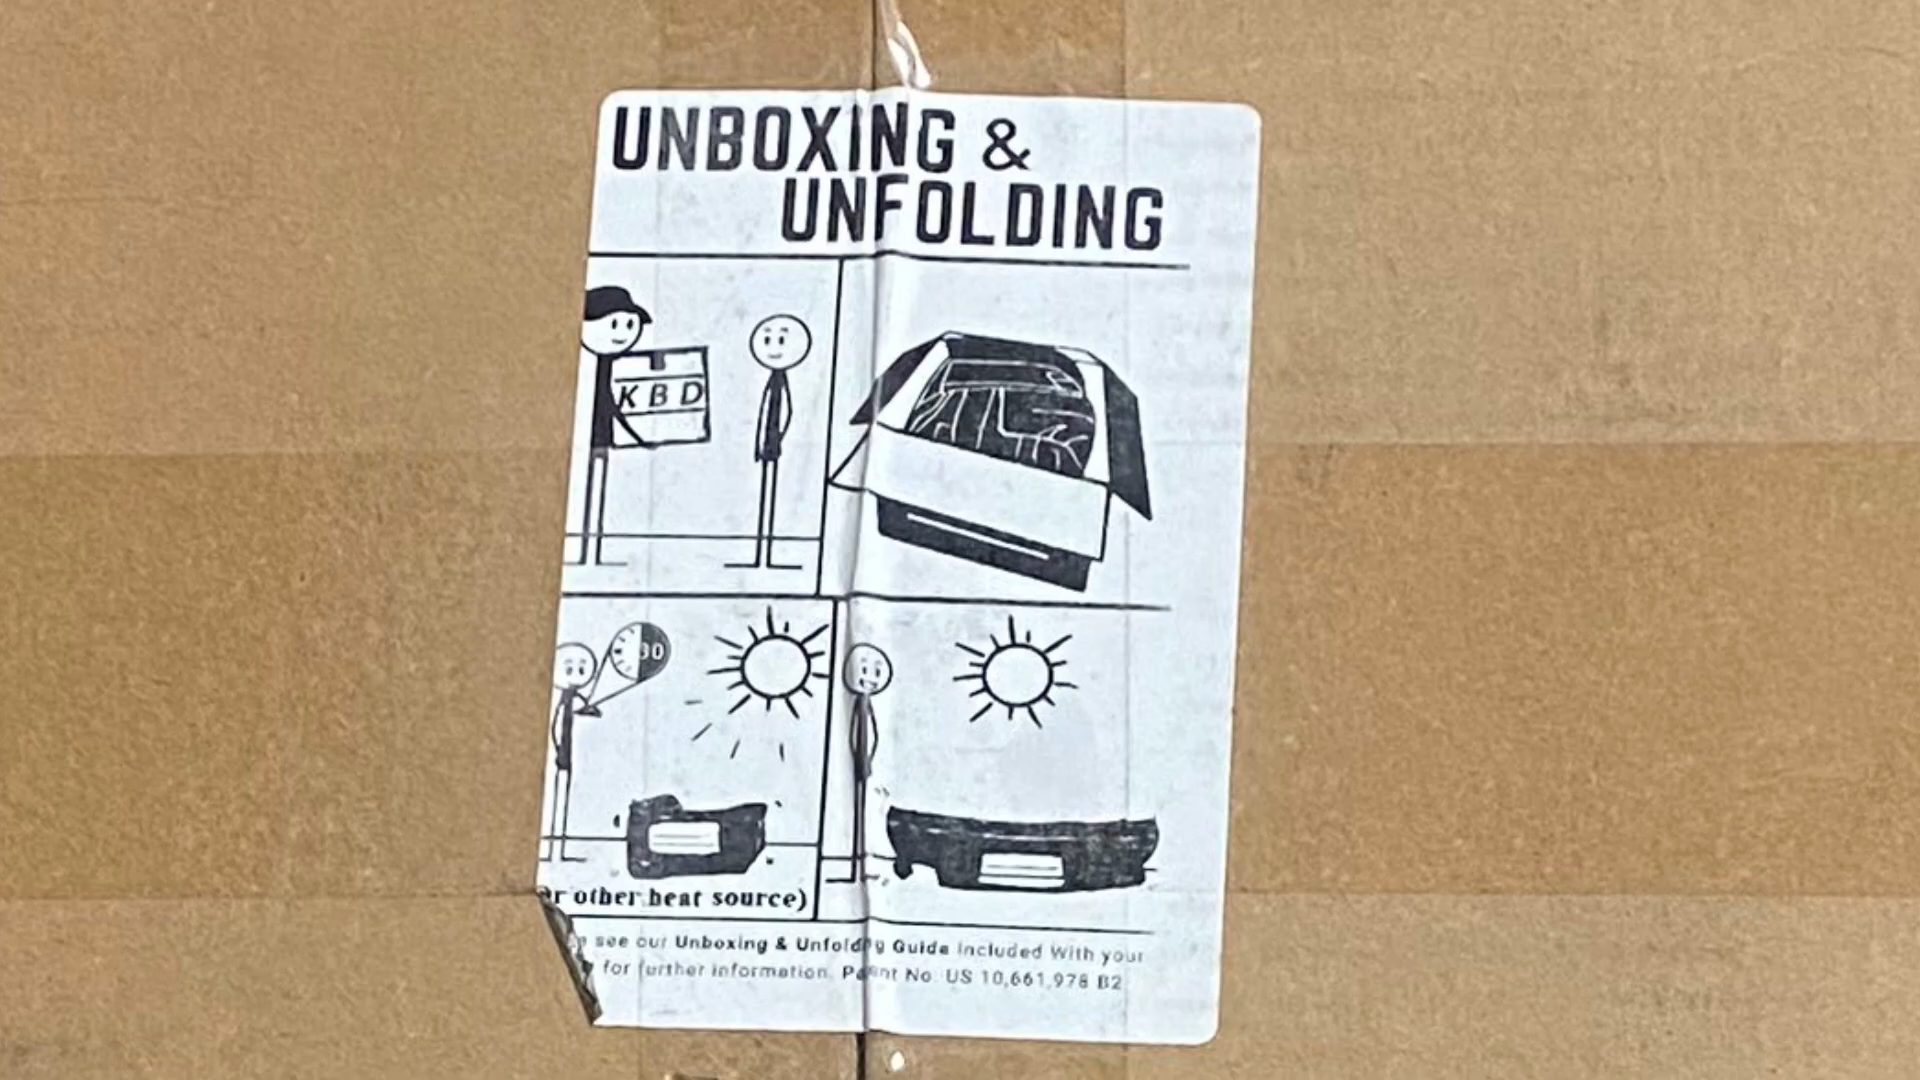 UNBOXING &
UNFOLDING
KBD
30
or other heat source)
see our Unboxing & Unfolding Guide Included With your
for further information. Patent No. US 10,661,978 B2